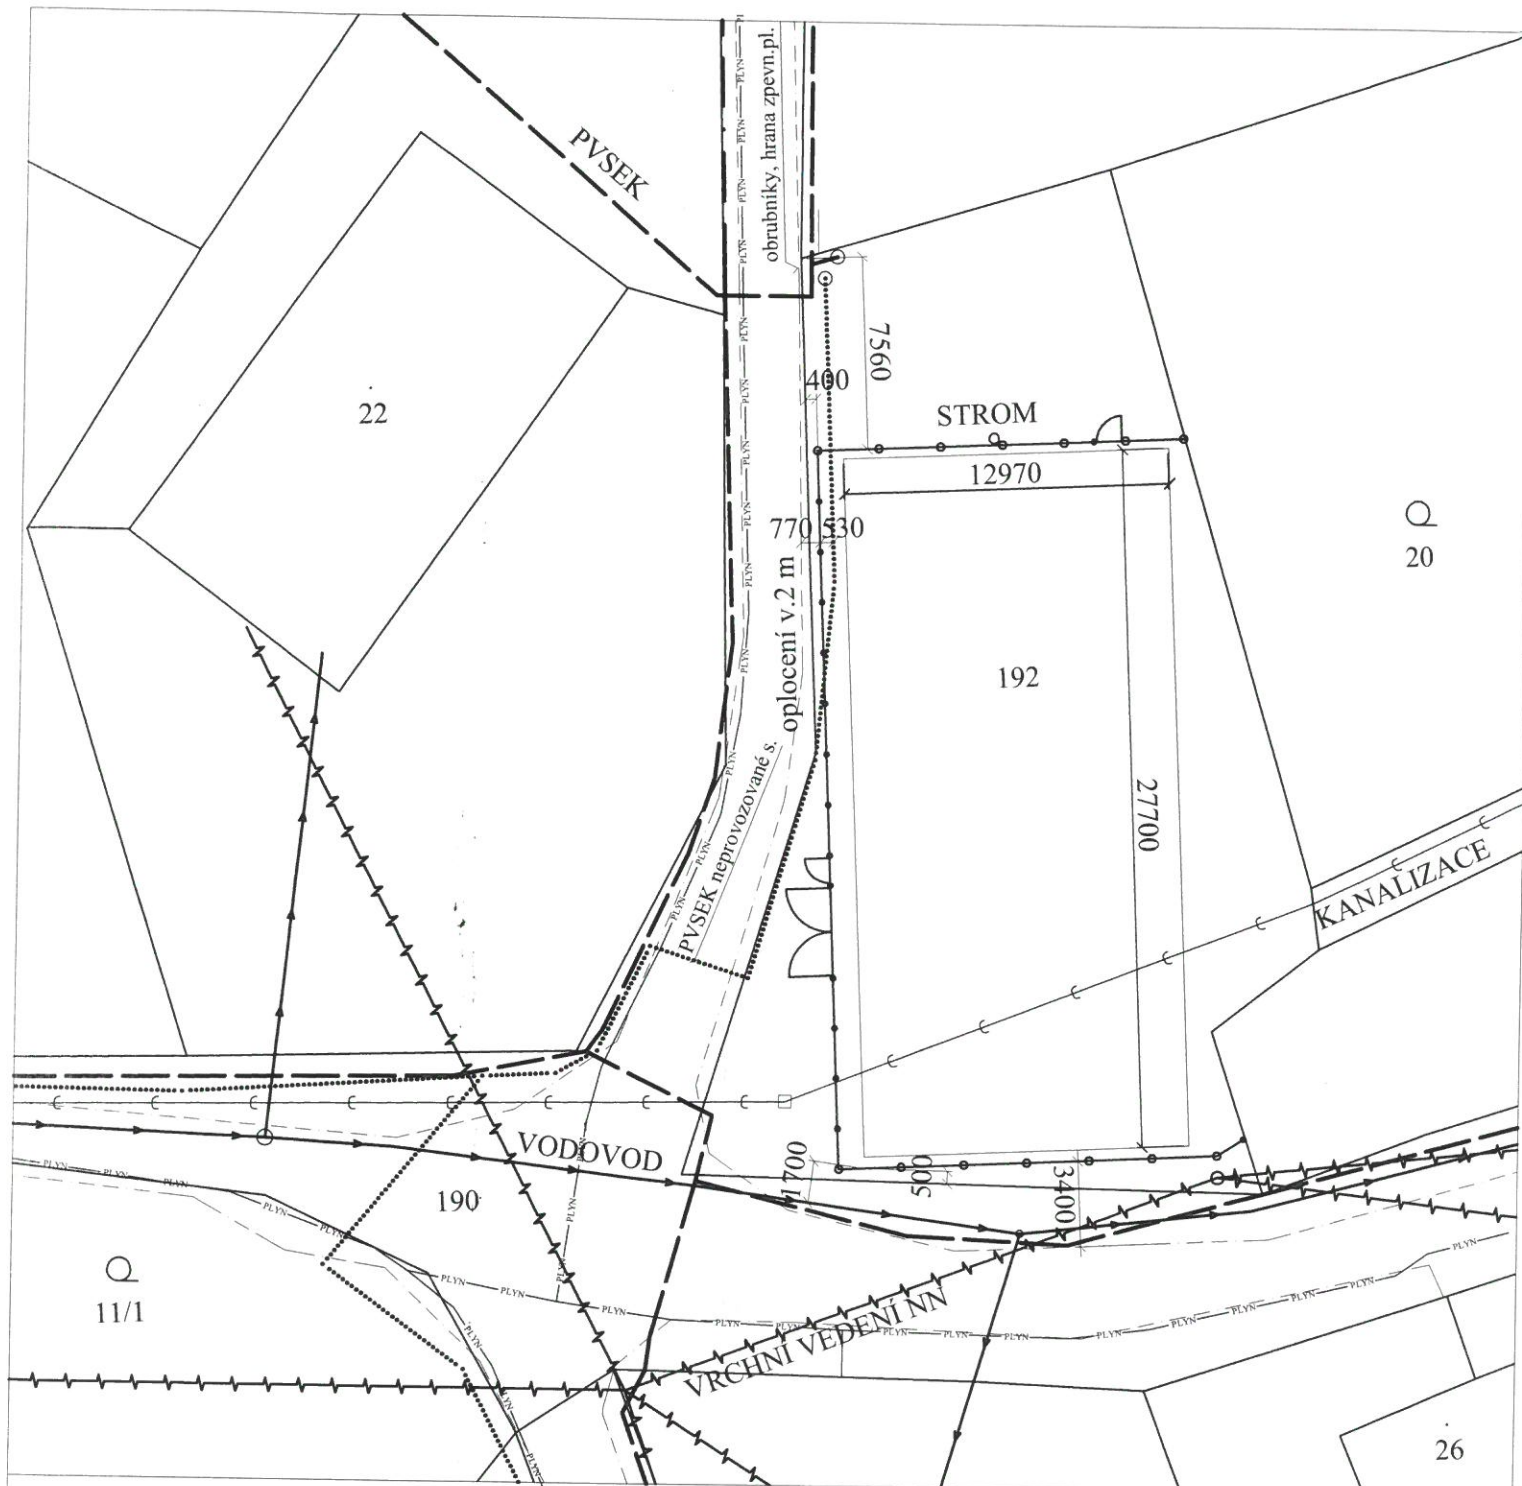 PVSEK
obrubníky, hrana zpevn.pl.
7560
400
STROM
22
12970
770 530
20
oplocení v.2 m
192
PVSEK neprovozované s.
27700
KANALIZACE
VODOVOD
1700
500
3400
190
11/1
VRCHNÍ VEDENÍ NN
26
PLYN